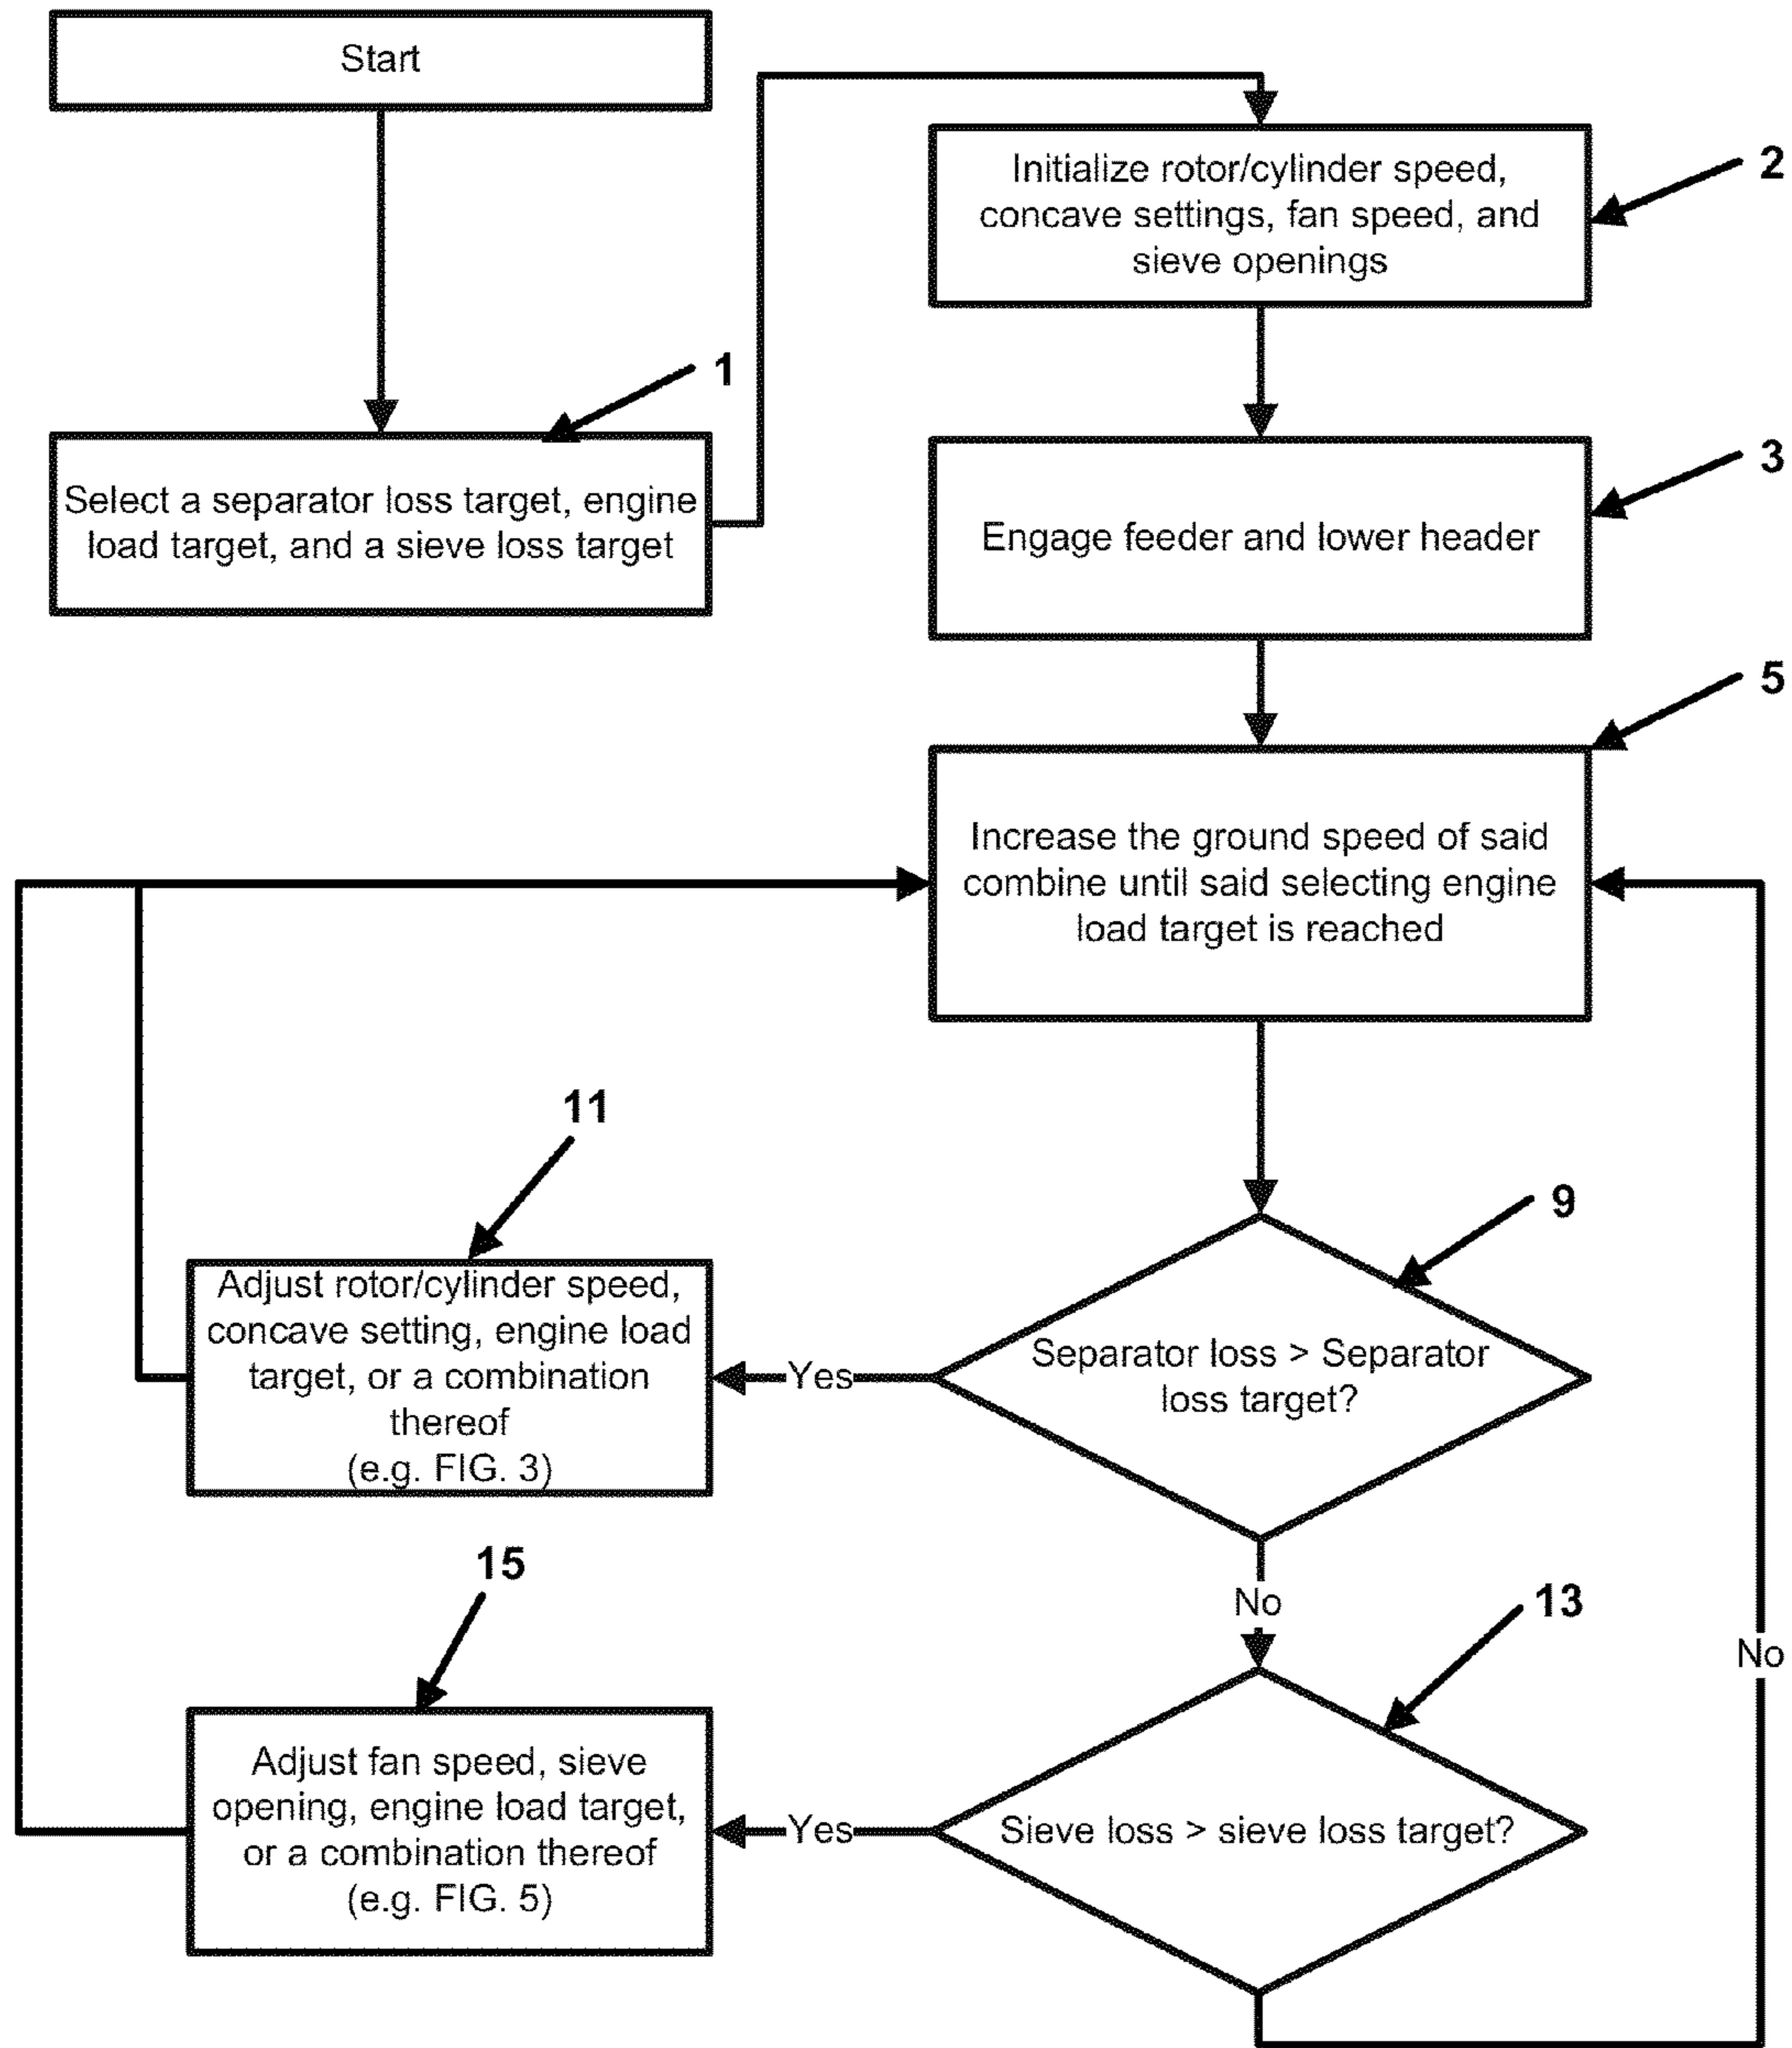 Start
1
Select a separator loss target, engine
load target, and a sieve loss target
2
Initialize rotor/cylinder speed,
concave settings, fan speed, and
sieve openings
3
Engage feeder and lower header
5
Increase the ground speed of said
combine until said selecting engine
load target is reached
9
Separator loss > Separator
loss target?
Yes
11
Adjust rotor/cylinder speed,
concave setting, engine load
target, or a combination
thereof
(e.g. FIG. 3)
No
13
Sieve loss > sieve loss target?
Yes
15
Adjust fan speed, sieve
opening, engine load target,
or a combination thereof
(e.g. FIG. 5)
No